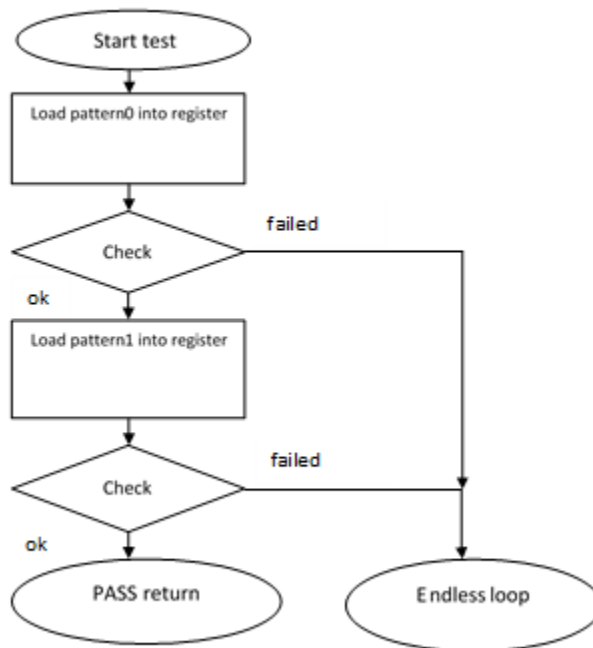 Start test
Load pattern0 into register
failed
Check
ok
Load pattern1 into register
failed
Check
ok
PASS return
Endless loop